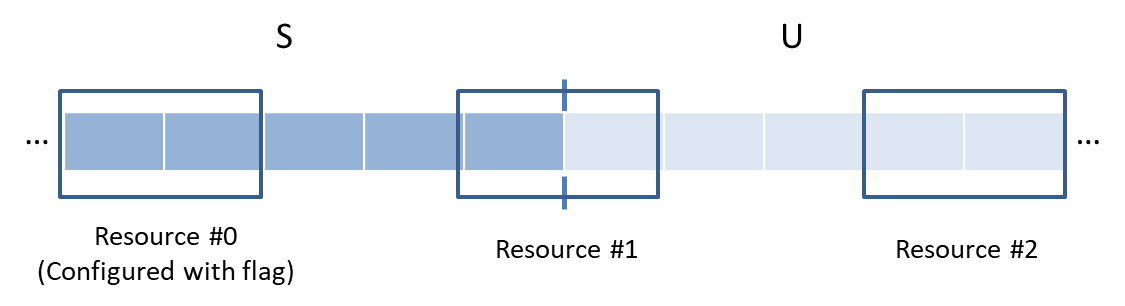 S
U
...
...
Resource #0
(Configured with flag)
Resource #1
Resource #2